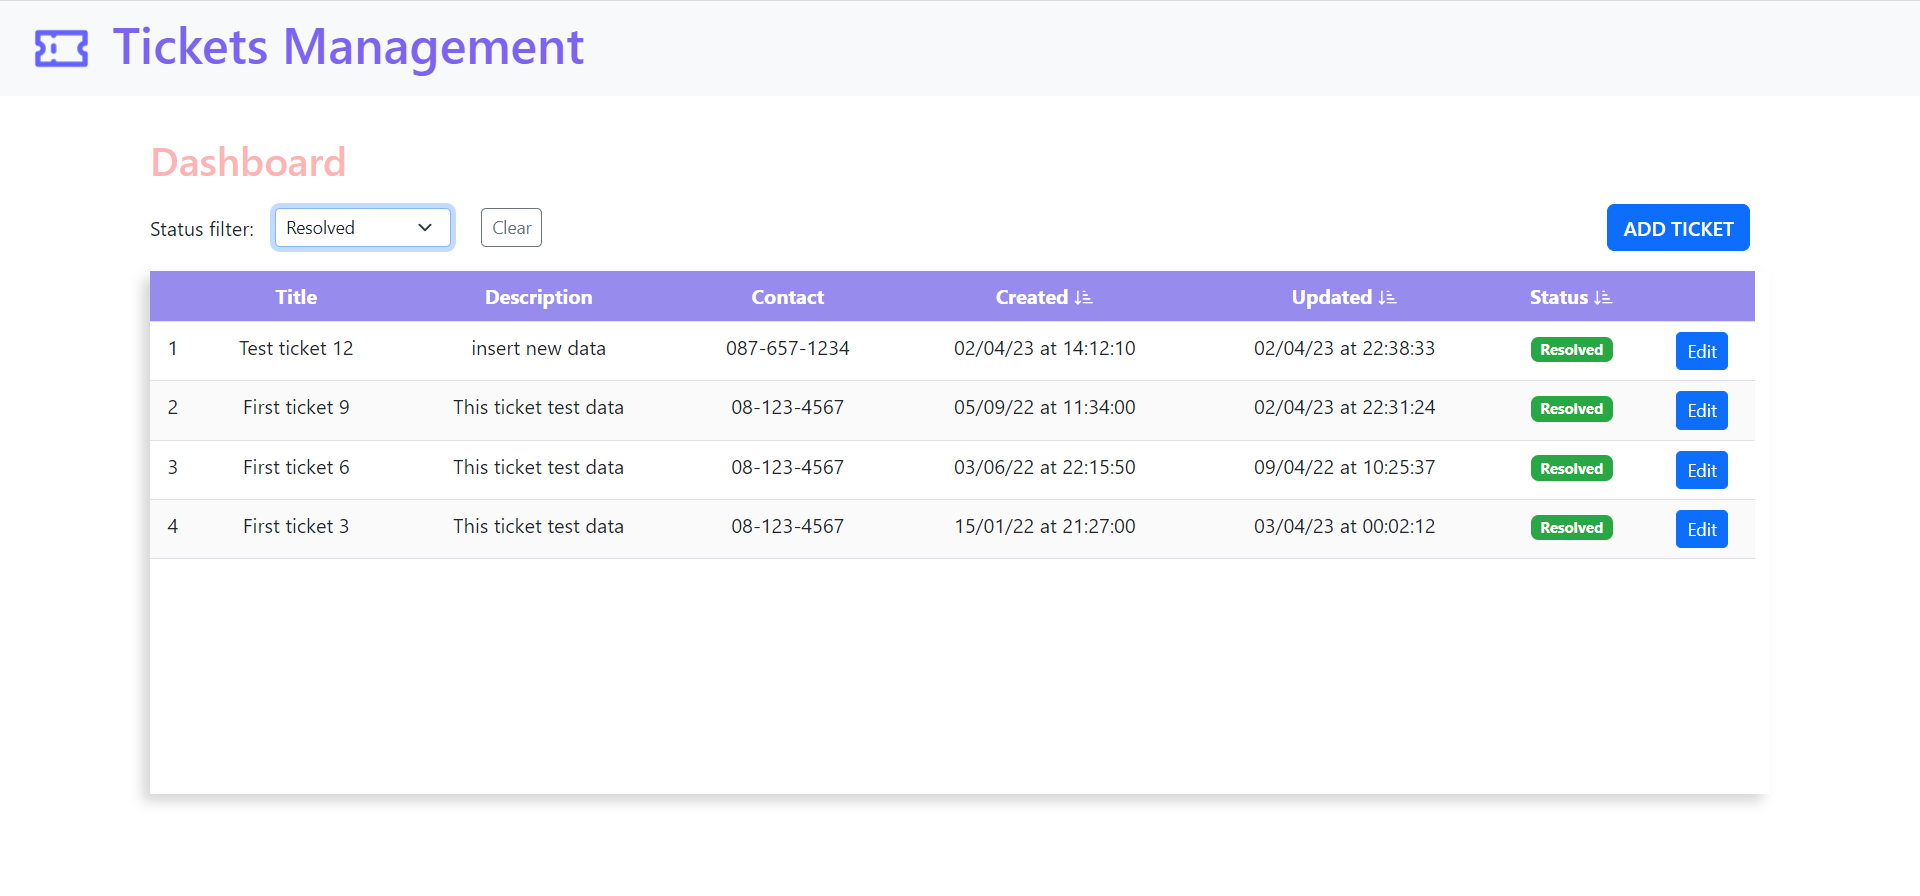 Tickets Management
Dashboard
Status filter: Resolved Clear ADD TICKET
Title Description Contact Created Updated Status
1 Test ticket 12 insert new data 087-657-1234 02/04/23 at 14:12:10 02/04/23 at 22:38:33 Resolved Edit
2 First ticket 9 This ticket test data 08-123-4567 05/09/22 at 11:34:00 02/04/23 at 22:31:24 Resolved Edit
3 First ticket 6 This ticket test data 08-123-4567 03/06/22 at 22:15:50 09/04/22 at 10:25:37 Resolved Edit
4 First ticket 3 This ticket test data 08-123-4567 15/01/22 at 21:27:00 03/04/23 at 00:02:12 Resolved Edit